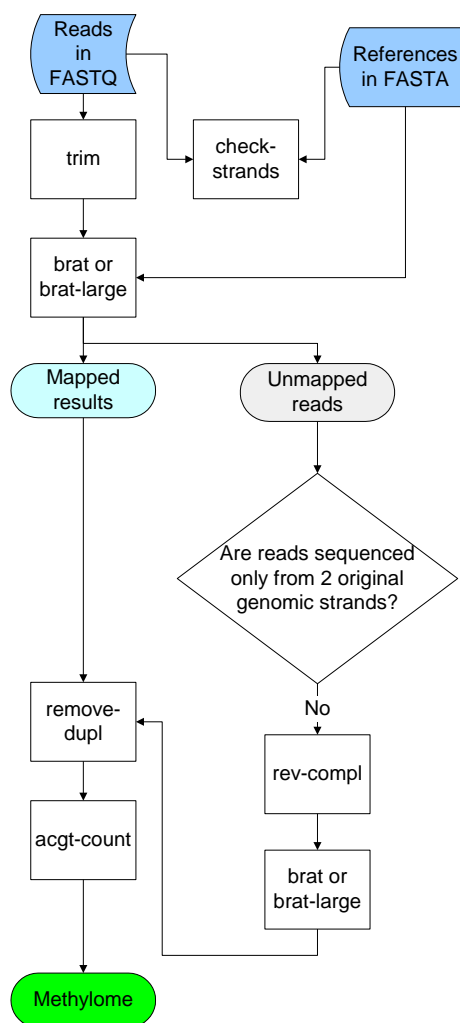 Reads
in
FASTQ
References
in FASTA
trim
check-
strands
brat or
brat-large
Mapped
results
Unmapped
reads
Are reads sequenced
only from 2 original
genomic strands?
No
remove-
dupl
rev-compl
acgt-count
brat or
brat-large
Methylome